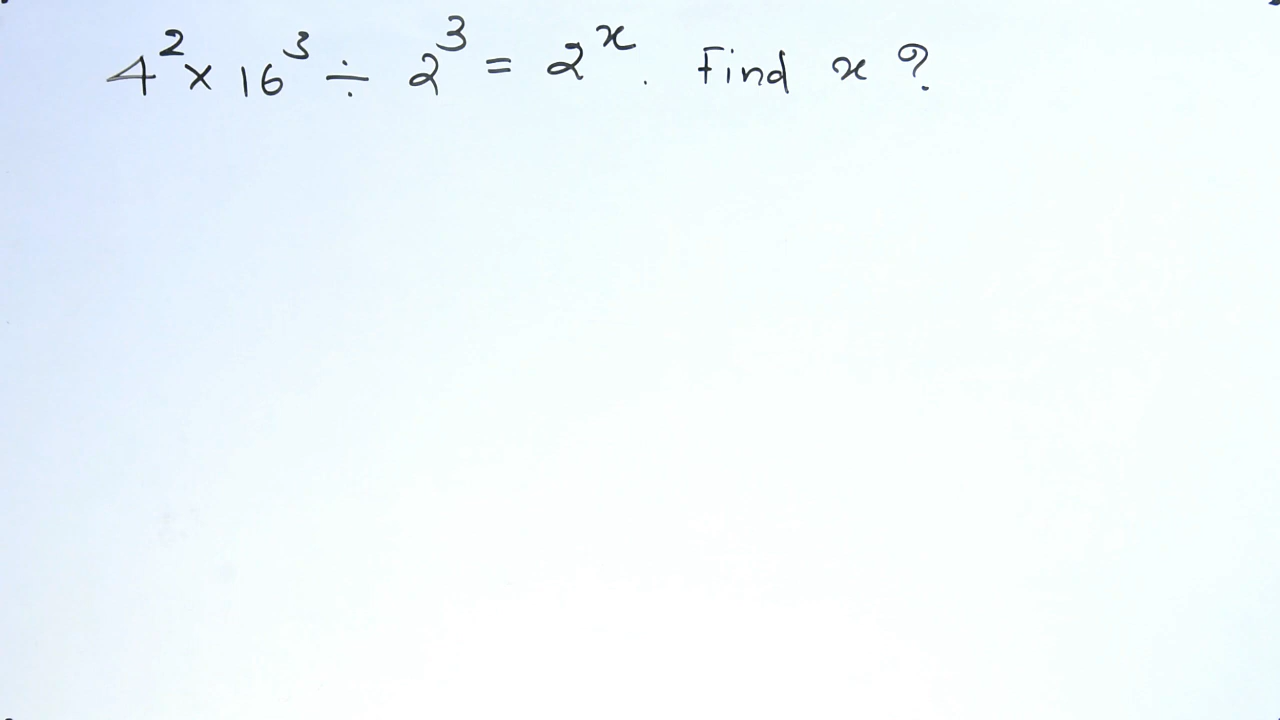 4² × 16³ ÷ 2³ = 2ˣ. Find x ?